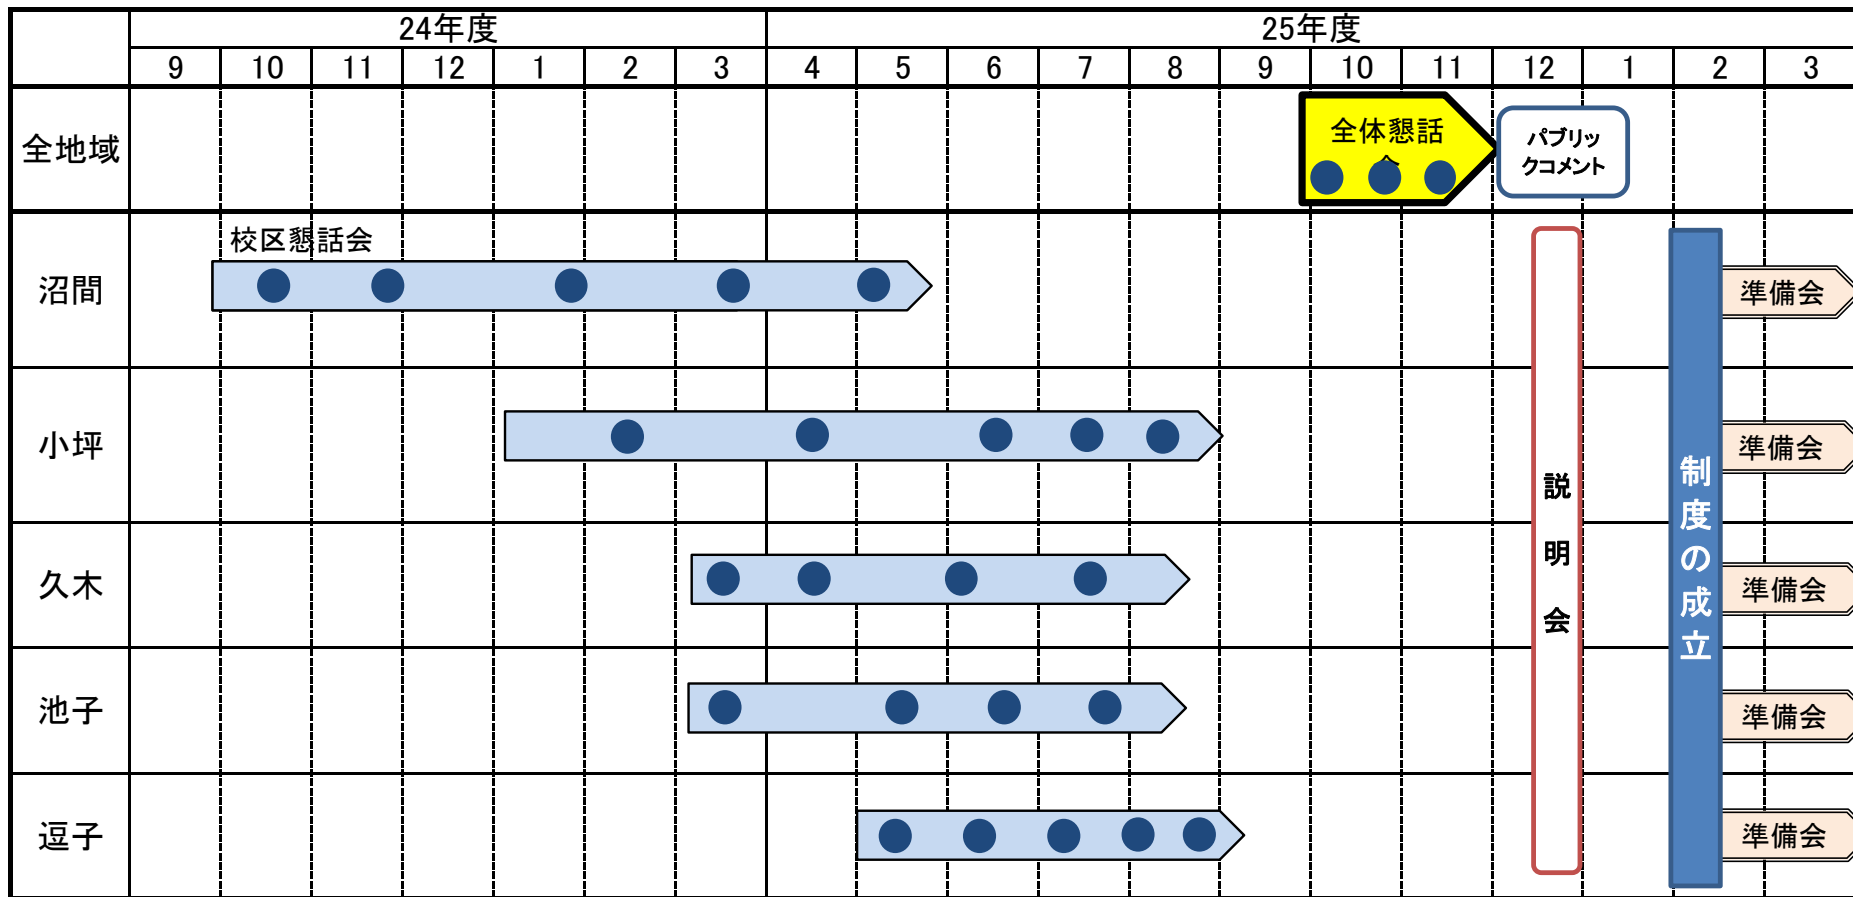 24年度 25年度
9 10 11 12 1 2 3 4 5 6 7 8 9 10 11 12 1 2 3
全地域
全体懇話
会
パブリッ
クコメント
校区懇話会
沼間
準備会
小坪
準備会
久木
準備会
池子
準備会
逗子
準備会
説明会
制度の成立